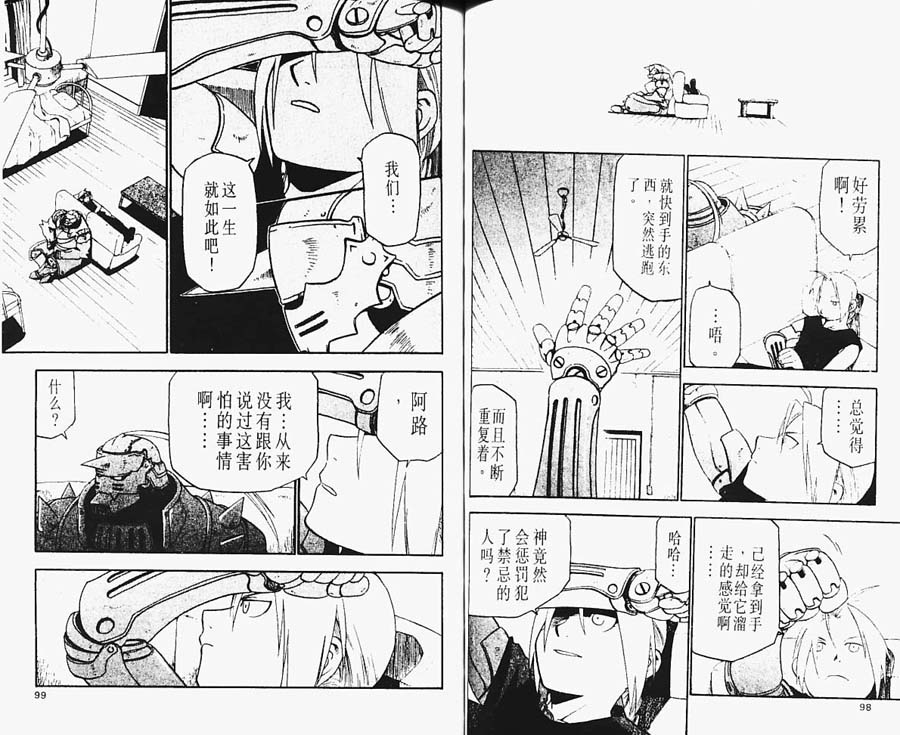 好劳累
啊！
…唔。
就快到手的东
西，突然逃跑
了。
总觉得
……
而且不断
重复着。
己经拿到手
，却给它溜
走的感觉啊
……
哈哈…
神竟然
会惩罚犯
了禁忌的
人吗？
98
我们…
这一生
就如此吧！
阿路
，
我…从来
没有跟你
说过这害
怕的事情
啊……
什么？
99